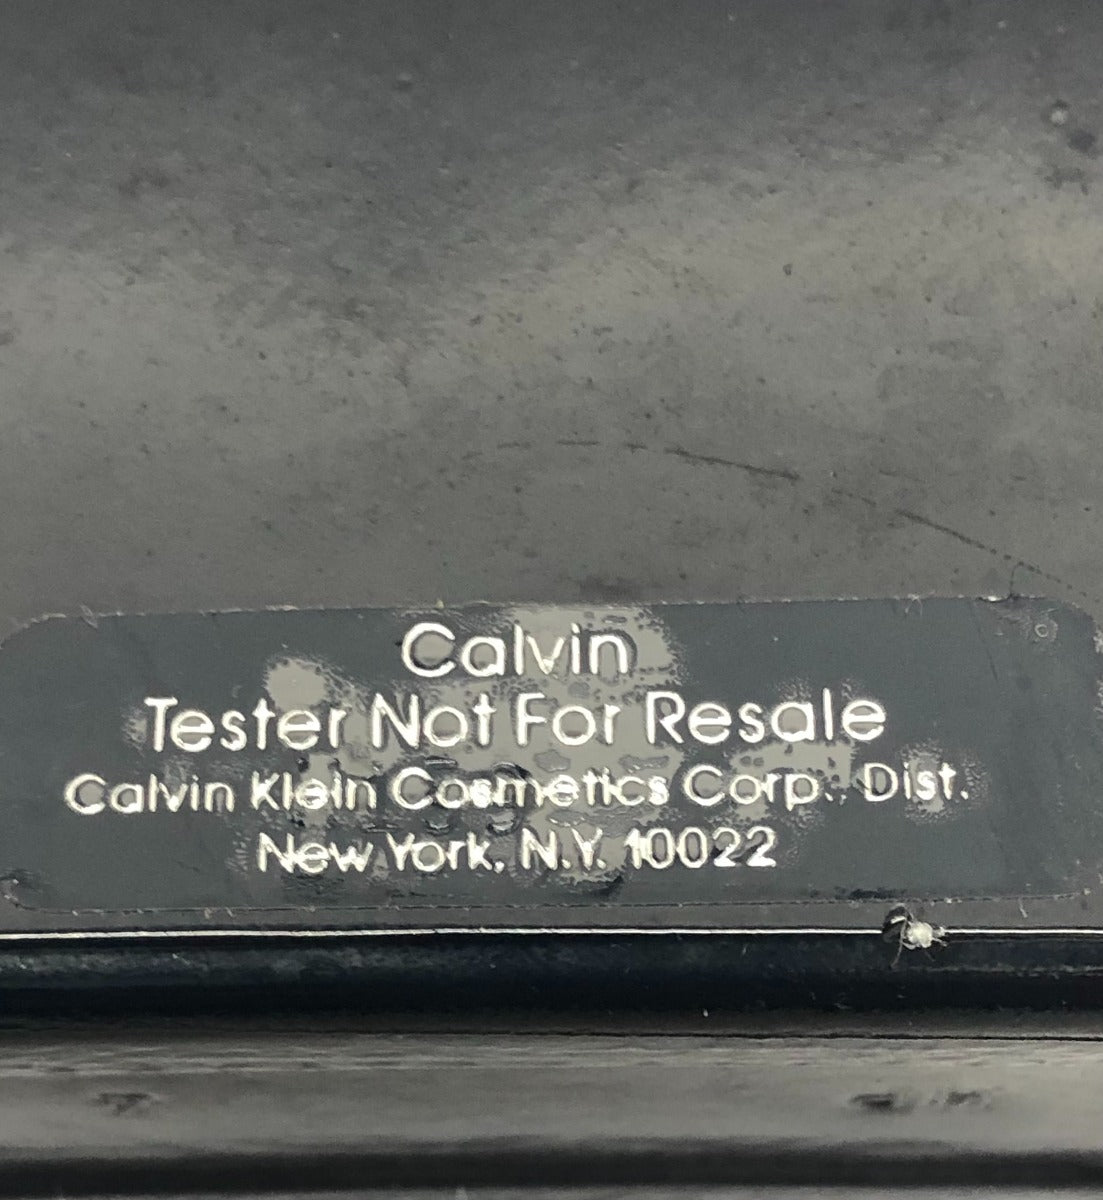 Calvin
Tester Not For Resale
Calvin Klein Cosmetics Corp., Dist.
New York, N.Y. 10022